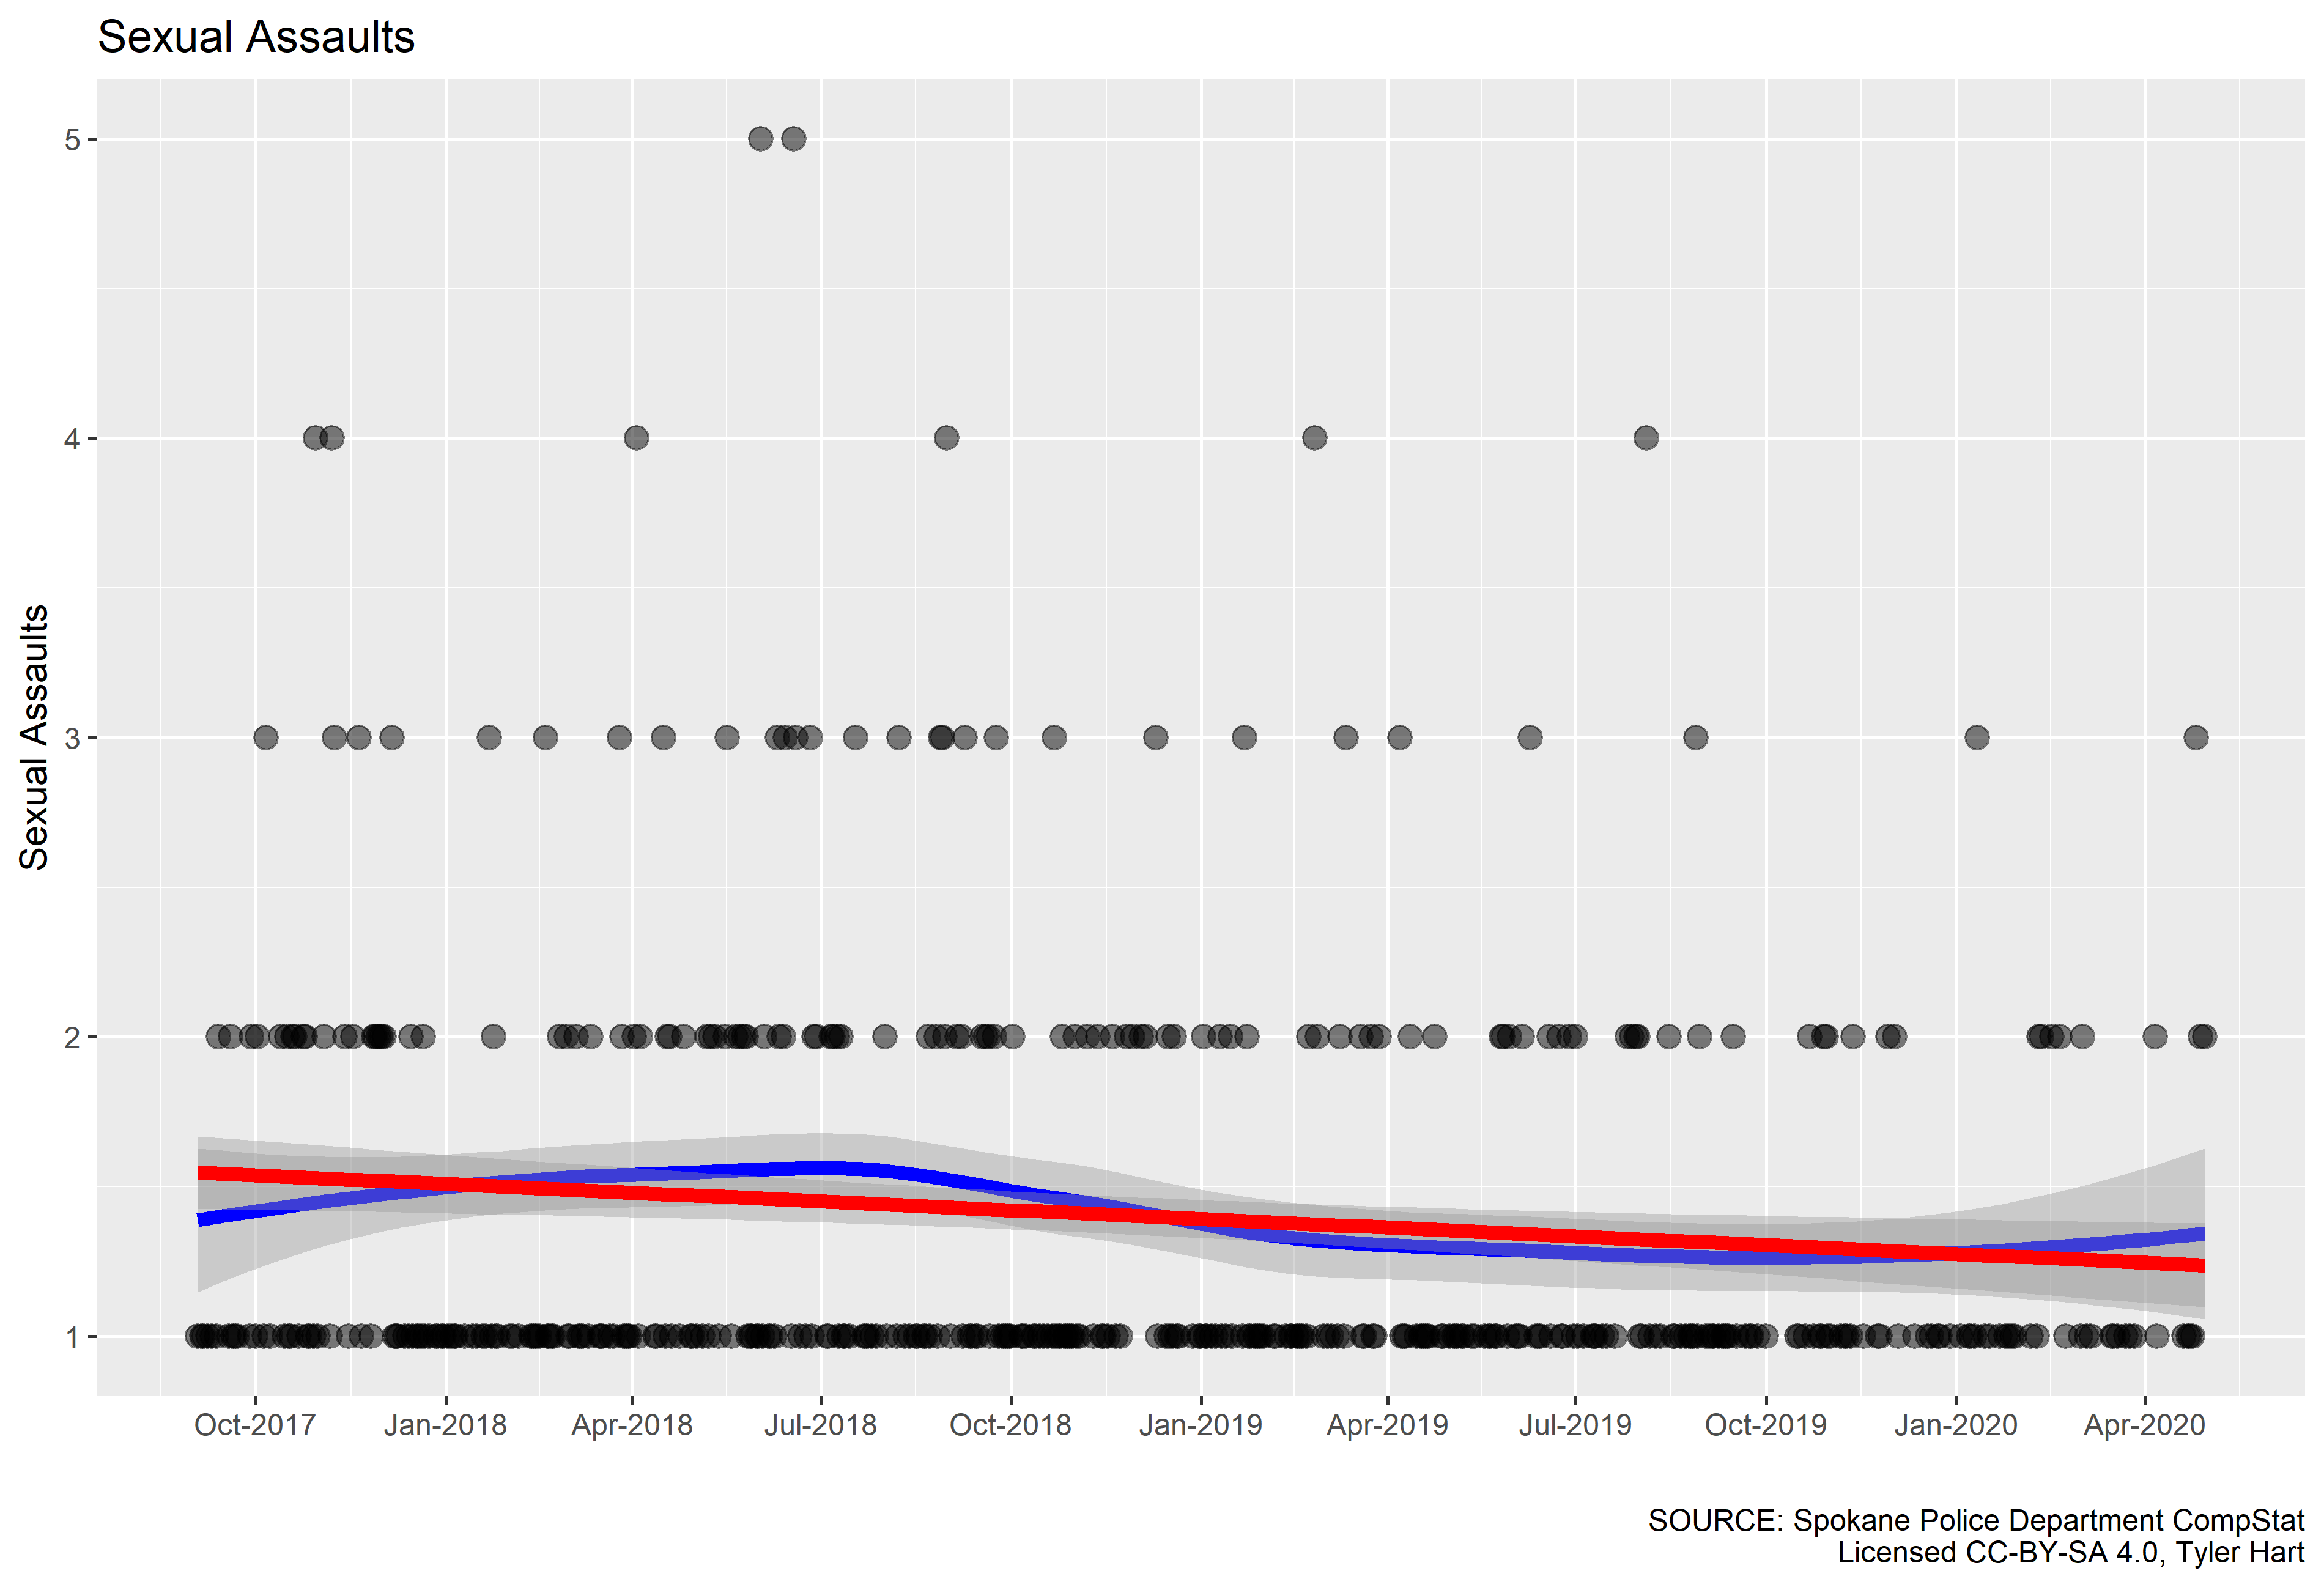 Sexual Assaults
Sexual Assaults
5
4
3
2
1
Oct-2017 Jan-2018 Apr-2018 Jul-2018 Oct-2018 Jan-2019 Apr-2019 Jul-2019 Oct-2019 Jan-2020 Apr-2020
SOURCE: Spokane Police Department CompStat
Licensed CC-BY-SA 4.0, Tyler Hart